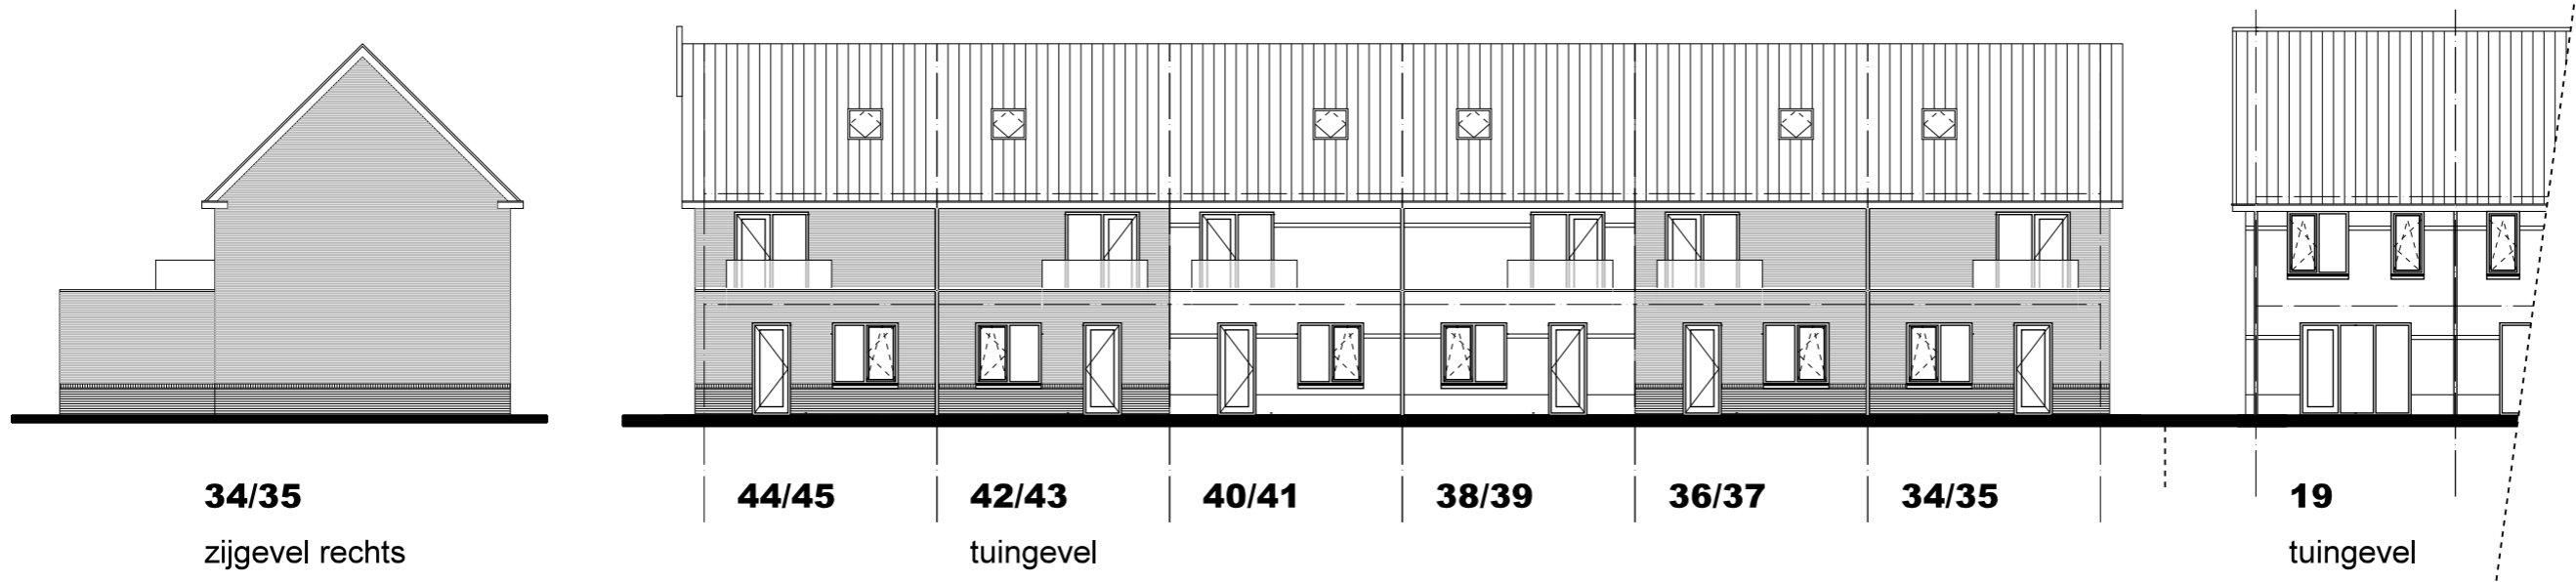 34/35
zijgevel rechts
44/45 42/43 40/41 38/39 36/37 34/35
tuingevel
19
tuingevel